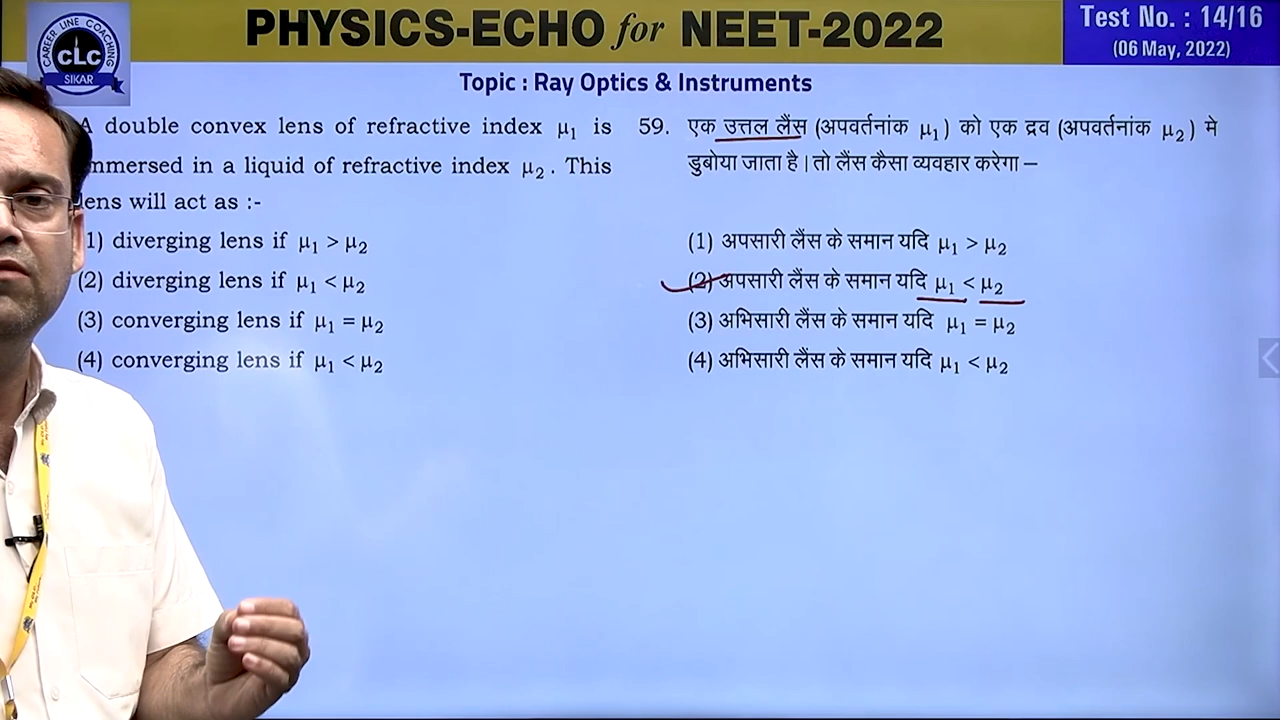 PHYSICS-ECHO for NEET-2022
Test No. : 14/16
(06 May, 2022)
CAREER LINE COACHING
CLC
SIKAR
Topic : Ray Optics & Instruments
A double convex lens of refractive index μ₁ is
immersed in a liquid of refractive index μ₂ . This
lens will act as :-
(1) diverging lens if μ₁ > μ₂
(2) diverging lens if μ₁ < μ₂
(3) converging lens if μ₁ = μ₂
(4) converging lens if μ₁ < μ₂
59. एक उत्तल लैंस (अपवर्तनांक μ₁) को एक द्रव (अपवर्तनांक μ₂) मे
डुबोया जाता है। तो लैंस कैसा व्यवहार करेगा –
(1) अपसारी लैंस के समान यदि μ₁ > μ₂
(2) अपसारी लैंस के समान यदि μ₁ < μ₂
(3) अभिसारी लैंस के समान यदि μ₁ = μ₂
(4) अभिसारी लैंस के समान यदि μ₁ < μ₂